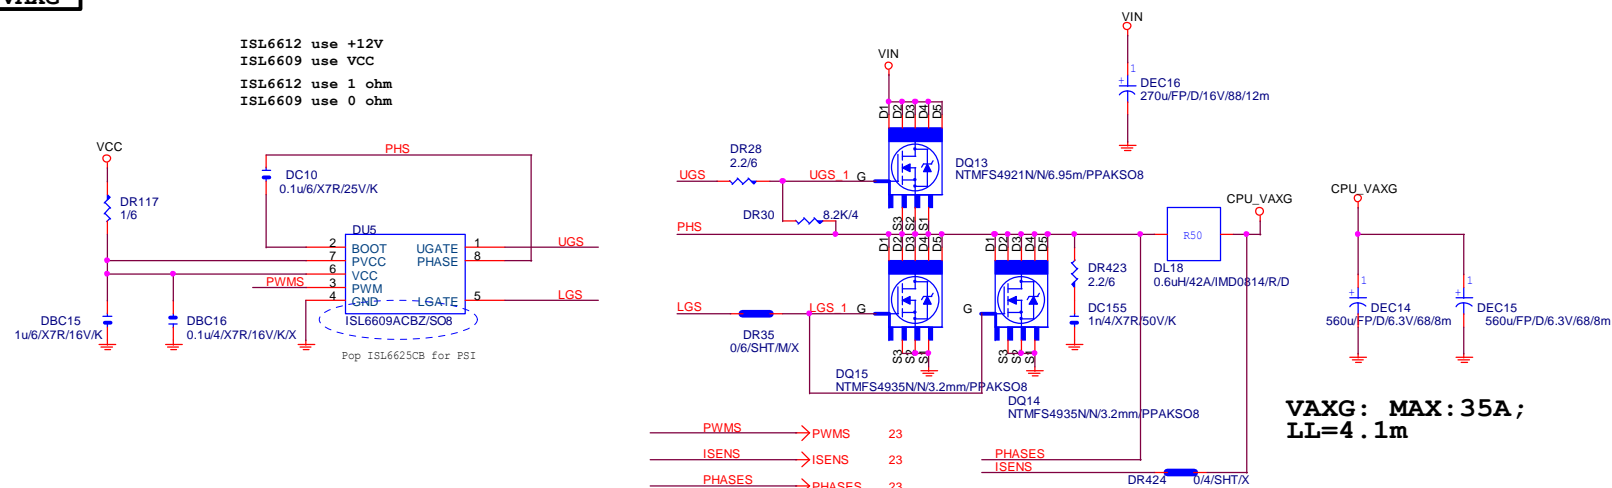 VAXG
ISL6612 use +12V
ISL6609 use VCC
ISL6612 use 1 ohm
ISL6609 use 0 ohm
VCC
DR117
1/6
DC10
0.1u/6/X7R/25V/K
PHS
DU5
2 BOOT UGATE 1 UGS
7 PVCC PHASE 8
6 VCC
PWMS 3 PWM
4 GND LGATE 5 LGS
ISL6609ACBZ/SO8
DBC15
1u/6/X7R/16V/K
DBC16
0.1u/4/X7R/16V/K/X
Pop ISL6625CB for PSI
VIN
D1 D2 D3 D4 D5
DR28
2.2/6
UGS UGS_1 G
DQ13
NTMFS4921N/N/6.95m/PPAKSO8
DR30 8.2K/4
S3 S2 S1
PHS
D1 D2 D3 D4 D5
D1 D2 D3 D4 D5
LGS LGS_1 G
G
DR35
0/6/SHT/M/X
S3 S2 S1
S3 S2 S1
DQ15
NTMFS4935N/N/3.2mm/PPAKSO8
DQ14
NTMFS4935N/N/3.2mm/PPAKSO8
DR423
2.2/6
DC155
1n/4/X7R/50V/K
VIN
1
+
DEC16
270u/FP/D/16V/88/12m
R50
DL18
0.6uH/42A/IMD0814/R/D
CPU_VAXG
CPU_VAXG
1
+
DEC14
560u/FP/D/6.3V/68/8m
1
+
DEC15
560u/FP/D/6.3V/68/8m
VAXG: MAX:35A;
LL=4.1m
PWMS PWMS 23
ISENS ISENS 23
PHASES PHASES 23
PHASES
ISENS
DR424 0/4/SHT/X